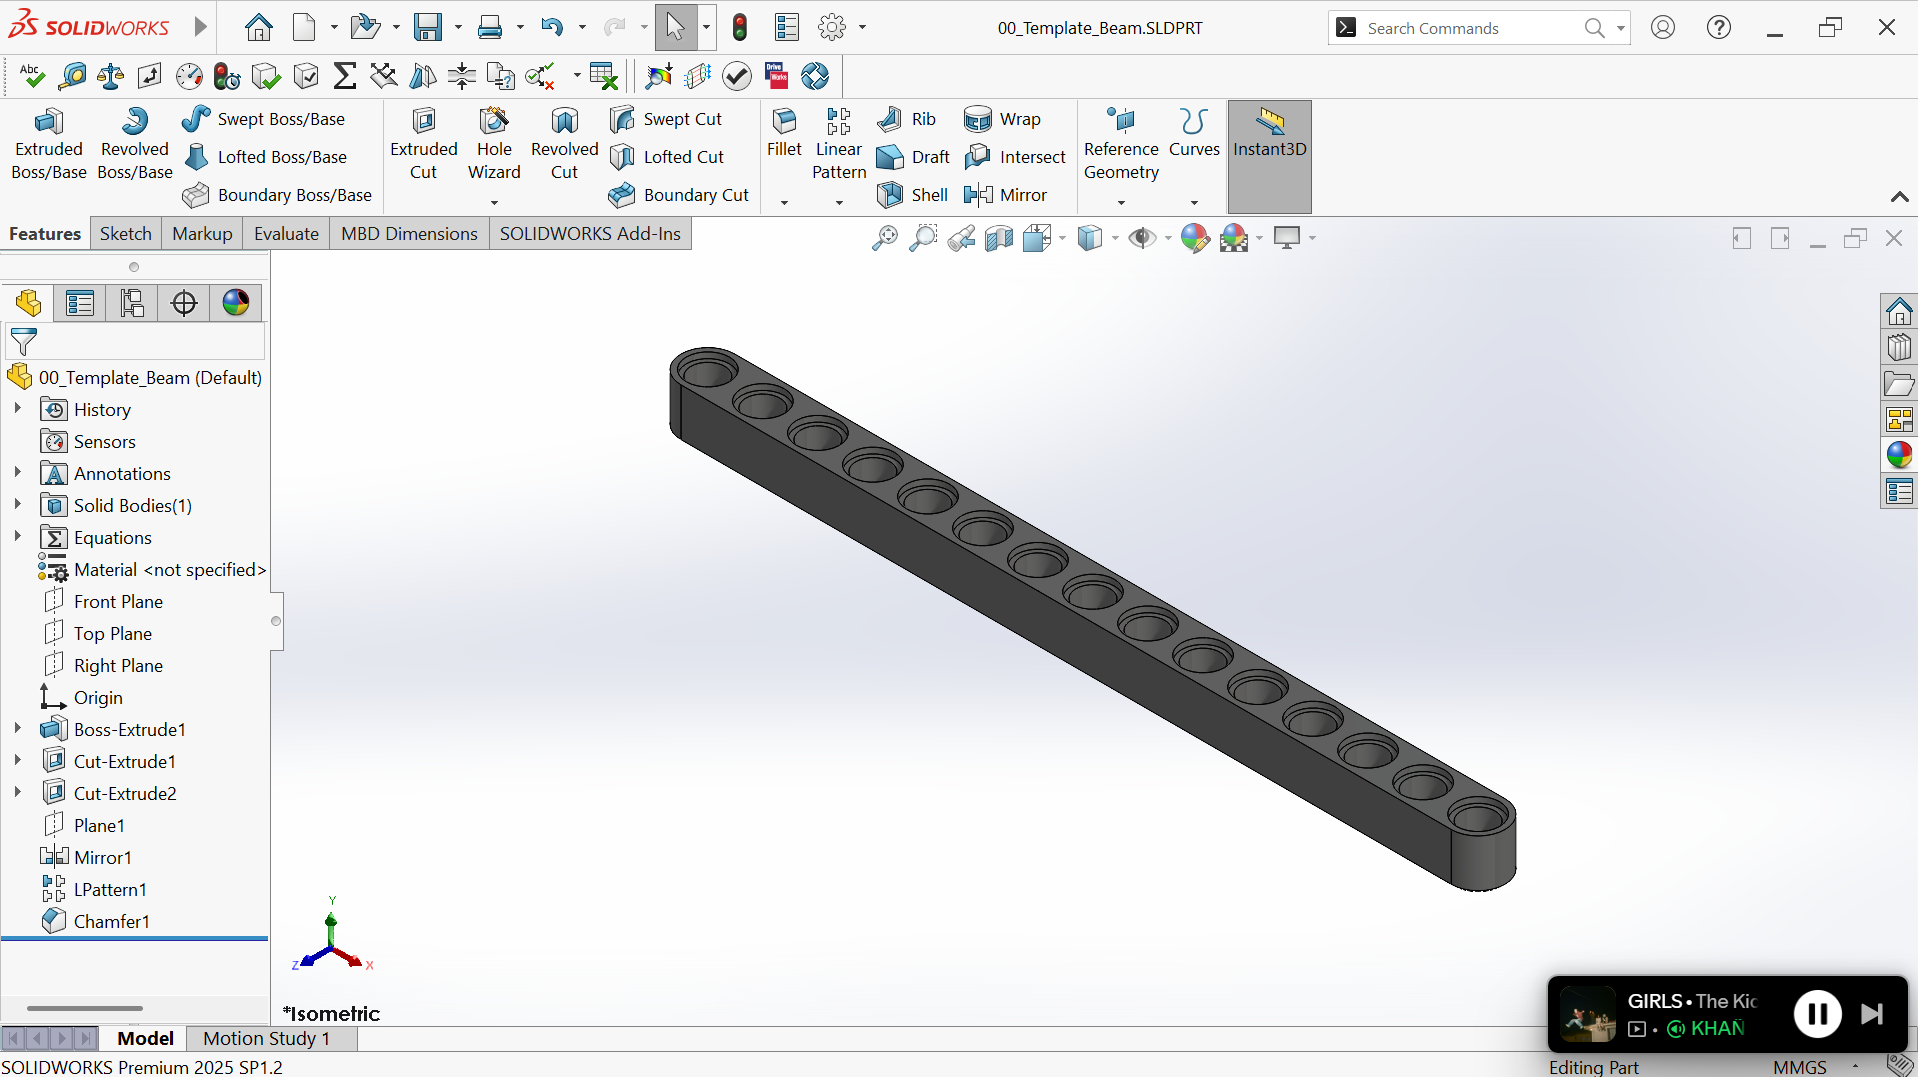 SOLIDWORKS
00_Template_Beam.SLDPRT
Search Commands
Abc
Drive
Works
Extruded Boss/Base
Revolved Boss/Base
Swept Boss/Base
Lofted Boss/Base
Boundary Boss/Base
Extruded Cut
Hole Wizard
Revolved Cut
Swept Cut
Lofted Cut
Boundary Cut
Fillet
Linear Pattern
Rib
Draft
Shell
Wrap
Intersect
Mirror
Reference Geometry
Curves
Instant3D
Features
Sketch
Markup
Evaluate
MBD Dimensions
SOLIDWORKS Add-Ins
00_Template_Beam (Default)
History
Sensors
Annotations
Solid Bodies(1)
Equations
Material <not specified>
Front Plane
Top Plane
Right Plane
Origin
Boss-Extrude1
Cut-Extrude1
Cut-Extrude2
Plane1
Mirror1
LPattern1
Chamfer1
Y
Z
X
*Isometric
GIRLS • The Kid
KHAN
Model
Motion Study 1
SOLIDWORKS Premium 2025 SP1.2
Editing Part
MMGS